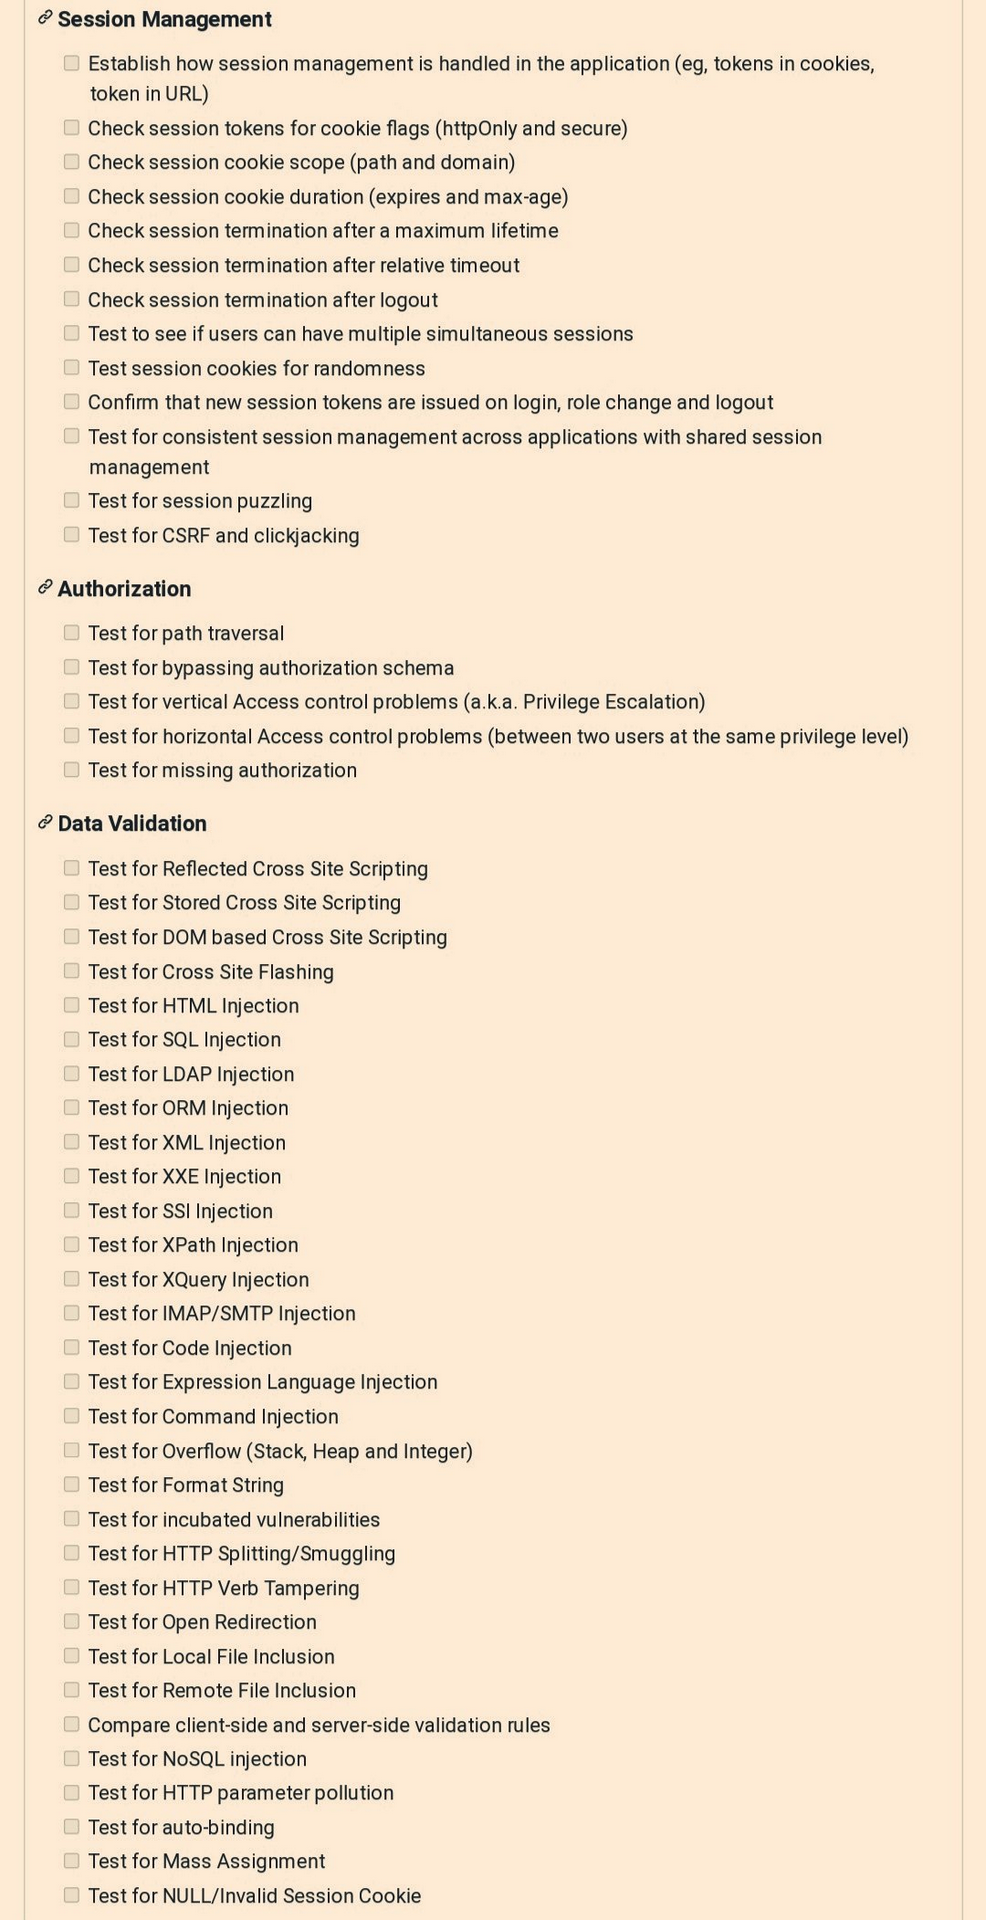 Session Management
Establish how session management is handled in the application (eg, tokens in cookies,
token in URL)
Check session tokens for cookie flags (httpOnly and secure)
Check session cookie scope (path and domain)
Check session cookie duration (expires and max-age)
Check session termination after a maximum lifetime
Check session termination after relative timeout
Check session termination after logout
Test to see if users can have multiple simultaneous sessions
Test session cookies for randomness
Confirm that new session tokens are issued on login, role change and logout
Test for consistent session management across applications with shared session
management
Test for session puzzling
Test for CSRF and clickjacking
Authorization
Test for path traversal
Test for bypassing authorization schema
Test for vertical Access control problems (a.k.a. Privilege Escalation)
Test for horizontal Access control problems (between two users at the same privilege level)
Test for missing authorization
Data Validation
Test for Reflected Cross Site Scripting
Test for Stored Cross Site Scripting
Test for DOM based Cross Site Scripting
Test for Cross Site Flashing
Test for HTML Injection
Test for SQL Injection
Test for LDAP Injection
Test for ORM Injection
Test for XML Injection
Test for XXE Injection
Test for SSI Injection
Test for XPath Injection
Test for XQuery Injection
Test for IMAP/SMTP Injection
Test for Code Injection
Test for Expression Language Injection
Test for Command Injection
Test for Overflow (Stack, Heap and Integer)
Test for Format String
Test for incubated vulnerabilities
Test for HTTP Splitting/Smuggling
Test for HTTP Verb Tampering
Test for Open Redirection
Test for Local File Inclusion
Test for Remote File Inclusion
Compare client-side and server-side validation rules
Test for NoSQL injection
Test for HTTP parameter pollution
Test for auto-binding
Test for Mass Assignment
Test for NULL/Invalid Session Cookie